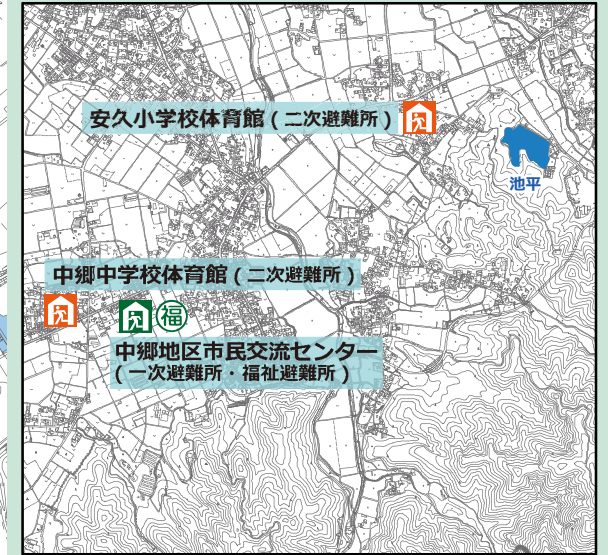 安久小学校体育館 ( 二次避難所 )
池平
中郷中学校体育館 ( 二次避難所 )
福
中郷地区市民交流センター
( 一次避難所・福祉避難所 )